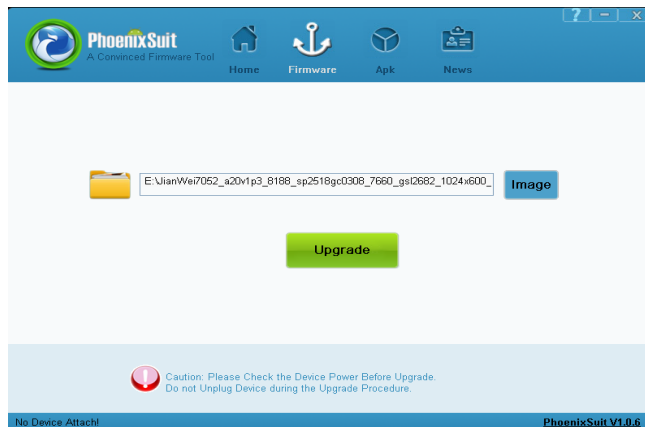 PhoenixSuit
A Convinced Firmware Tool
Home
Firmware
Apk
News
? - x
E:\JianWei7052_a20v1p3_8188_sp2518gc0308_7660_gsl2682_1024x600_
Image
Upgrade
Caution: Please Check the Device Power Before Upgrade.
Do not Unplug Device during the Upgrade Procedure.
No Device Attach!
PhoenixSuit V1.0.6